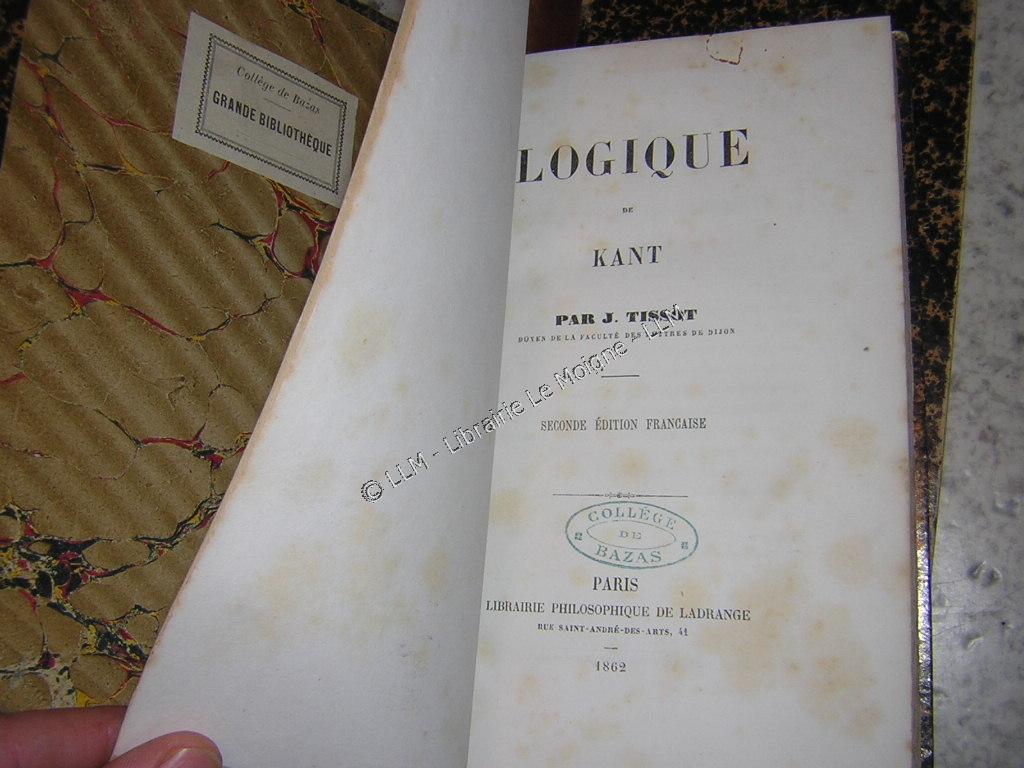 Collège de Bazas
GRANDE BIBLIOTHÈQUE
LOGIQUE
DE
KANT
PAR J. TISSOT
DOYEN DE LA FACULTÉ DES LETTRES DE DIJON
SECONDE ÉDITION FRANÇAISE
COLLÈGE
DE
BAZAS
PARIS
LIBRAIRIE PHILOSOPHIQUE DE LADRANGE
RUE SAINT-ANDRÉ-DES-ARTS, 41
1862
© LLM - Librairie Le Moigne - LLM